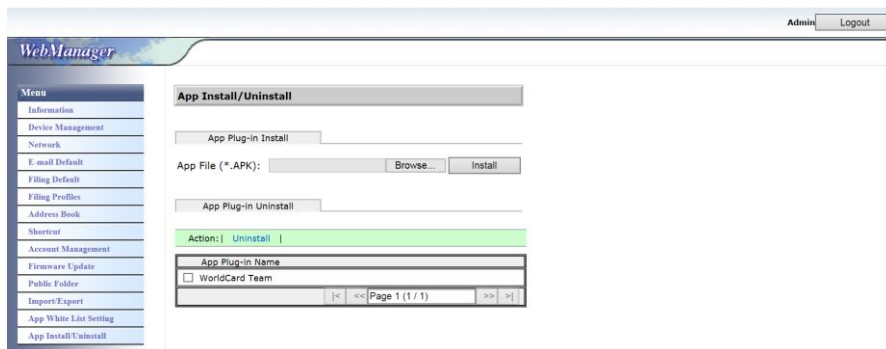 Admin Logout
WebManager
Menu
Information
Device Management
Network
E-mail Default
Filing Default
Filing Profiles
Address Book
Shortcut
Account Management
Firmware Update
Public Folder
Import/Export
App White List Setting
App Install/Uninstall
App Install/Uninstall
App Plug-in Install
App File (*.APK): Browse... Install
App Plug-in Uninstall
Action: | Uninstall |
App Plug-in Name
WorldCard Team
|< << Page 1 (1 / 1) >> >|